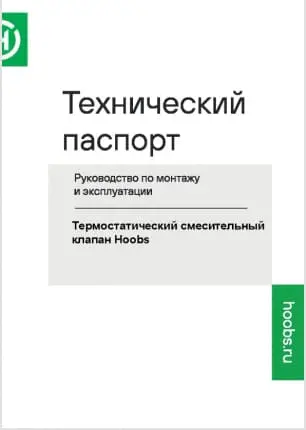 Технический
паспорт
Руководство по монтажу
и эксплуатации
Термостатический смесительный
клапан Hoobs
hoobs.ru